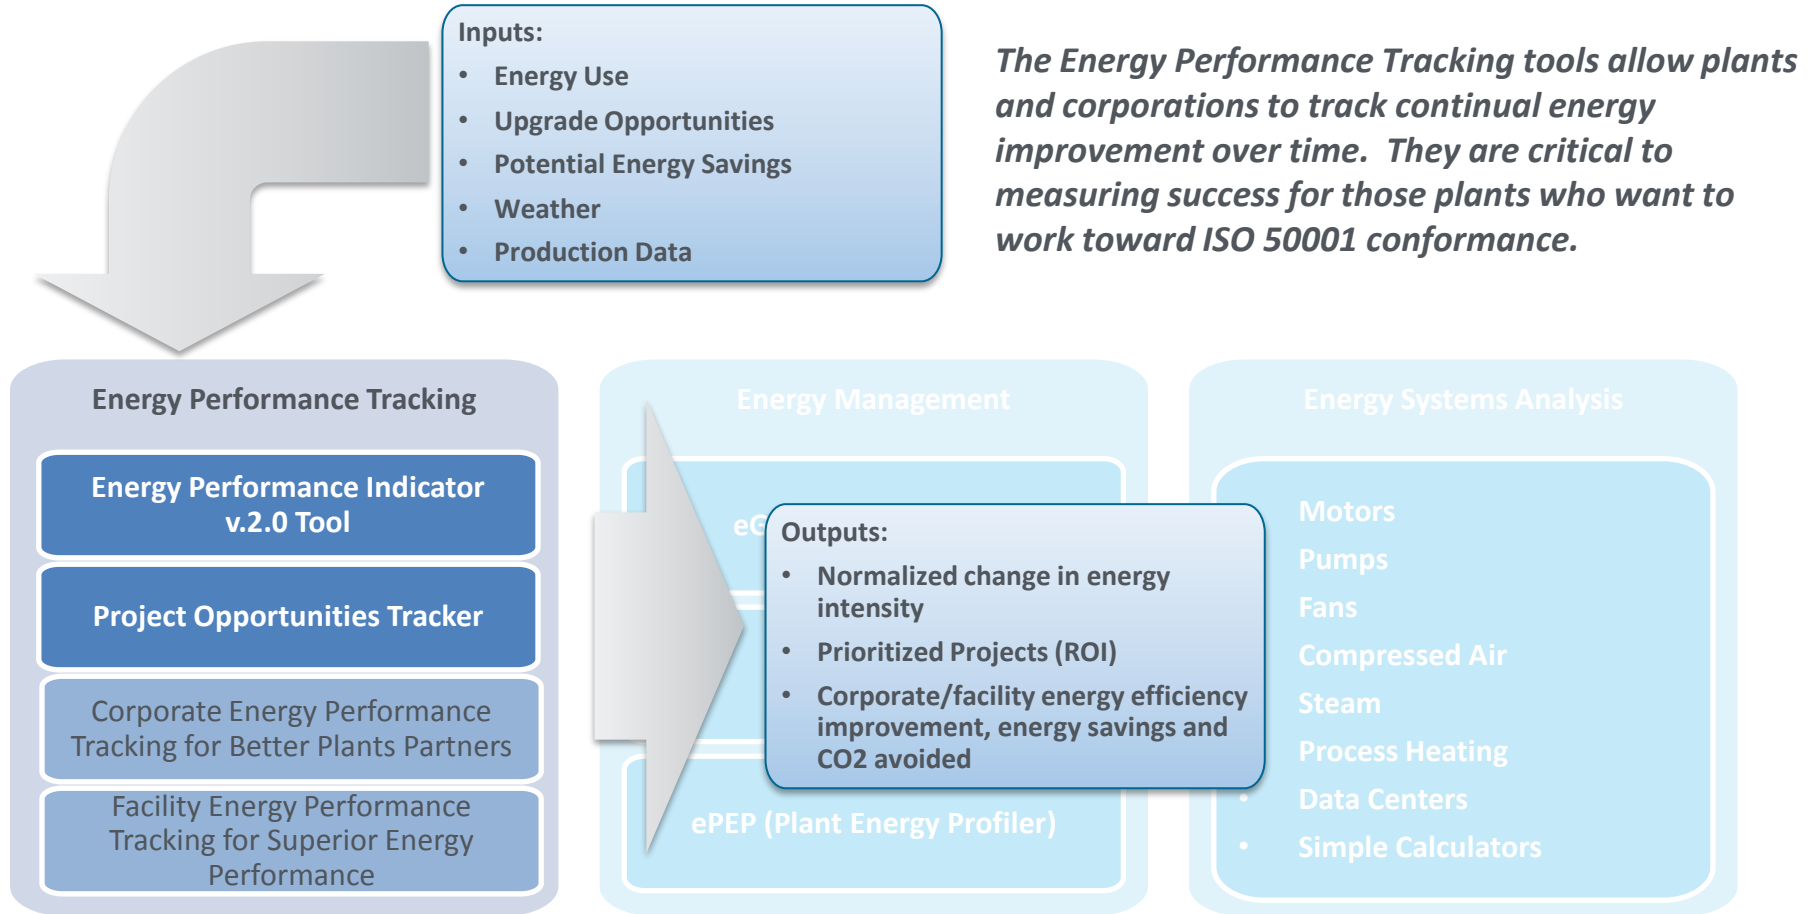 Inputs:
• Energy Use
• Upgrade Opportunities
• Potential Energy Savings
• Weather
• Production Data
The Energy Performance Tracking tools allow plants
and corporations to track continual energy
improvement over time.  They are critical to
measuring success for those plants who want to
work toward ISO 50001 conformance.
Energy Performance Tracking
Energy Performance Indicator
v.2.0 Tool
Project Opportunities Tracker
Corporate Energy Performance
Tracking for Better Plants Partners
Facility Energy Performance
Tracking for Superior Energy
Performance
Energy Management
Outputs:
• Normalized change in energy
intensity
• Prioritized Projects (ROI)
• Corporate/facility energy efficiency
improvement, energy savings and
CO2 avoided
ePEP (Plant Energy Profiler)
Energy Systems Analysis
Motors
Pumps
Fans
Compressed Air
Steam
Process Heating
• Data Centers
• Simple Calculators